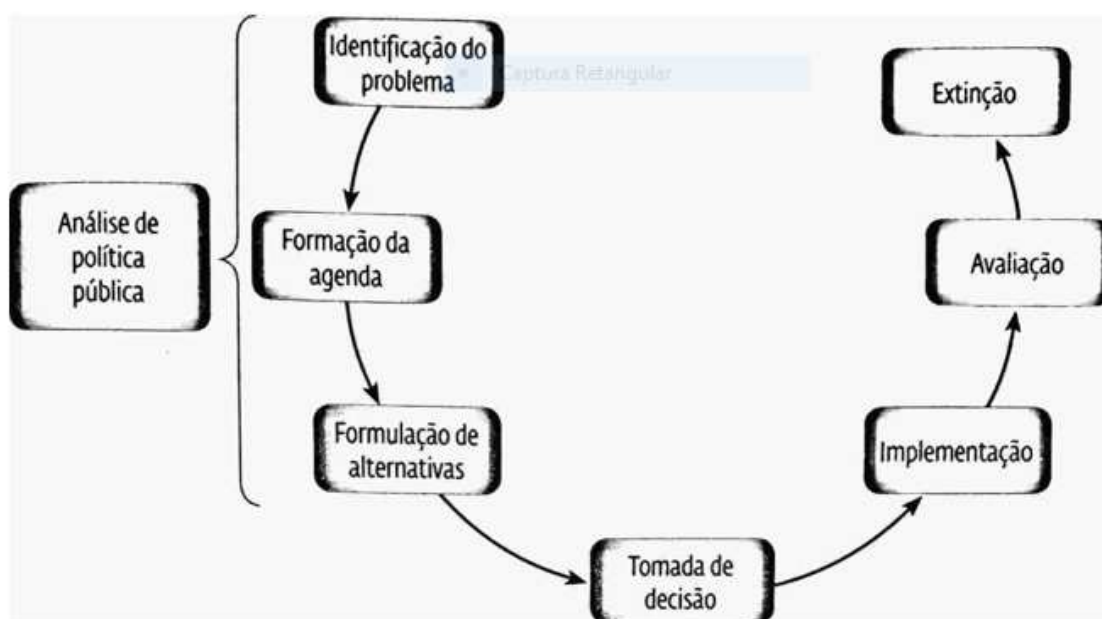 Identificação do
problema
Captura Retangular
Extinção
Análise de
política
pública
Formação da
agenda
Avaliação
Formulação de
alternativas
Implementação
Tomada de
decisão